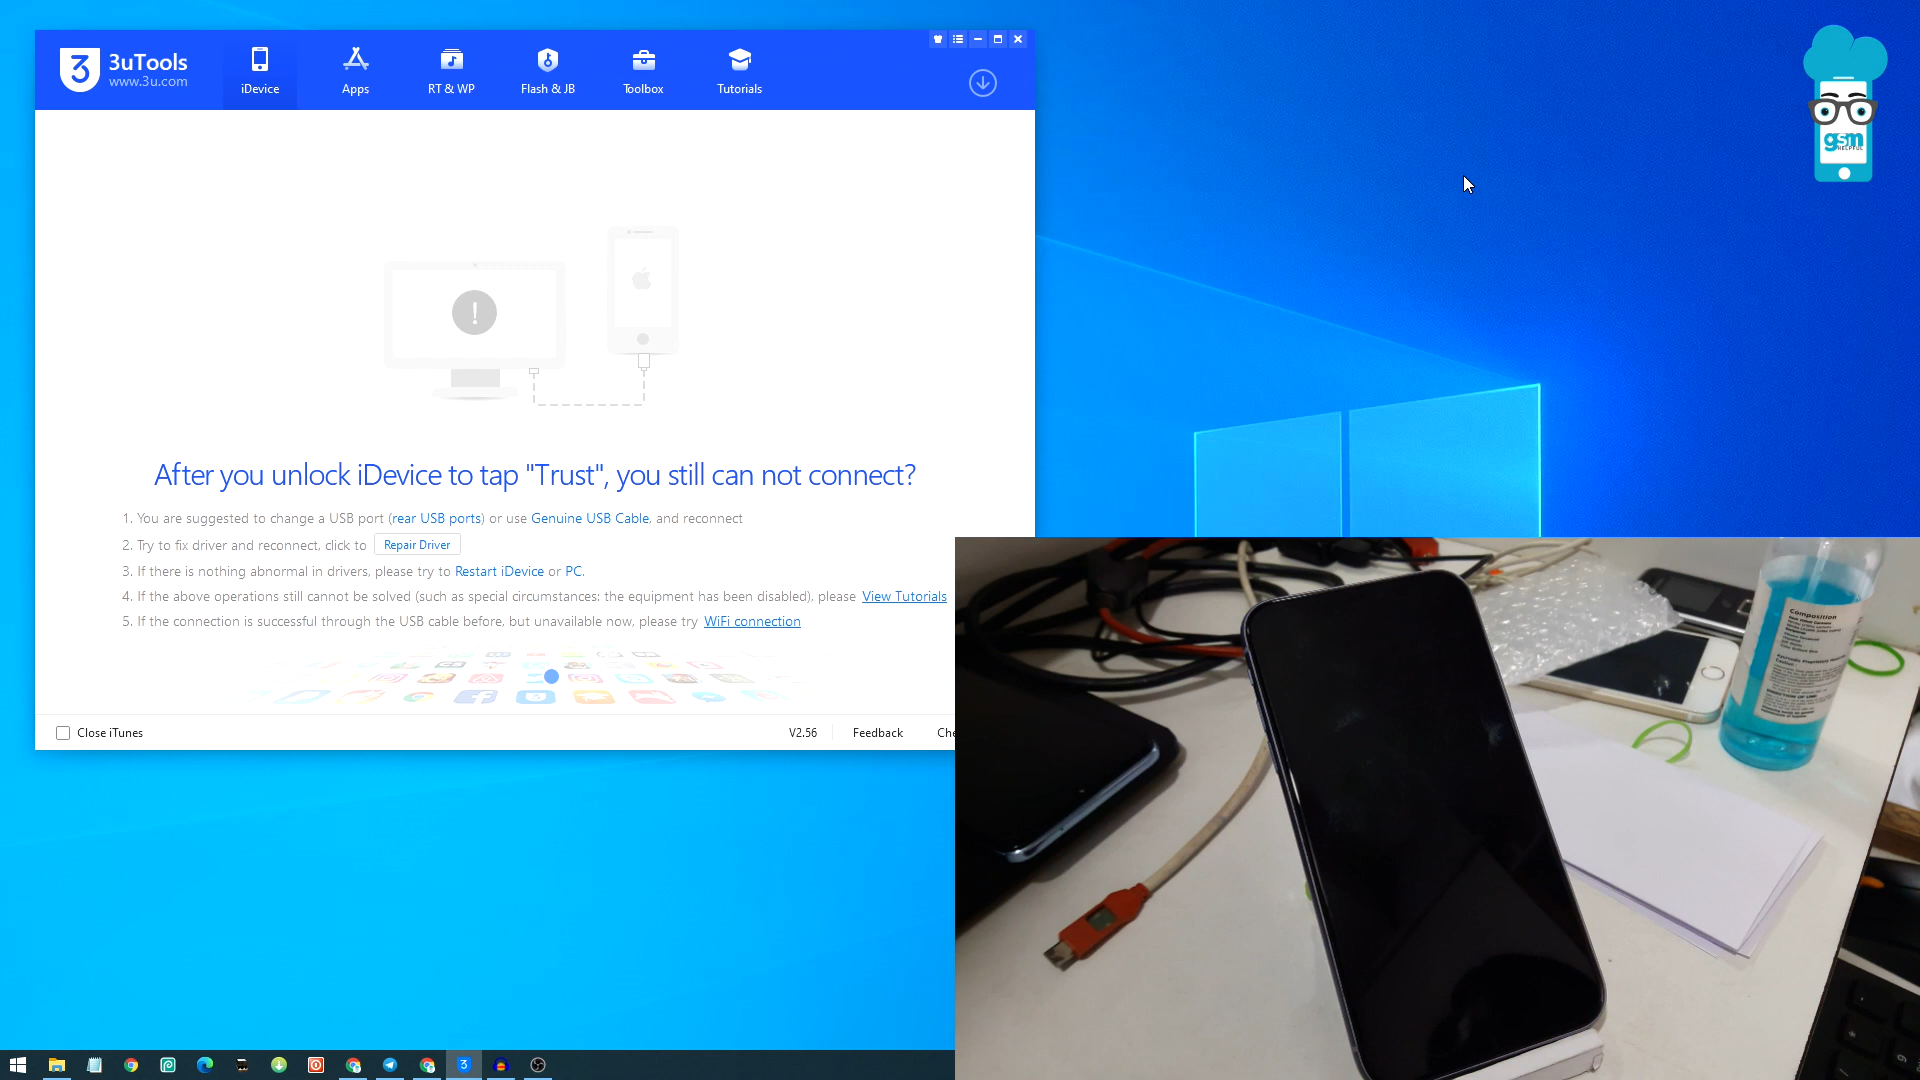 3uTools
www.3u.com
iDevice
Apps
RT & WP
Flash & JB
Toolbox
Tutorials
gsm
HELPFUL
After you unlock iDevice to tap "Trust", you still can not connect?
1. You are suggested to change a USB port (rear USB ports) or use Genuine USB Cable, and reconnect
2. Try to fix driver and reconnect, click to Repair Driver
3. If there is nothing abnormal in drivers, please try to Restart iDevice or PC.
4. If the above operations still cannot be solved (such as special circumstances: the equipment has been disabled), please View Tutorials
5. If the connection is successful through the USB cable before, but unavailable now, please try WiFi connection
Close iTunes
V2.56
Feedback
Che
Composition